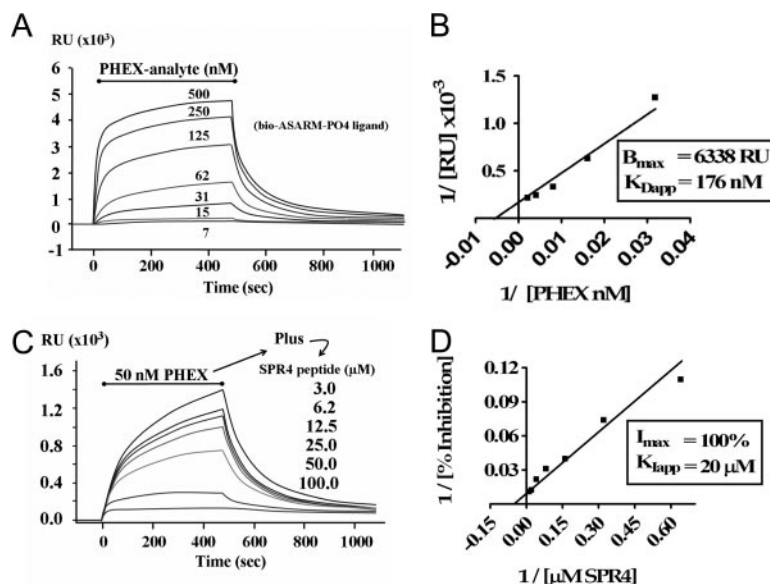 A
RU (x10³)
6
5
4
3
2
1
0
-1
PHEX-analyte (nM)
500
250
125
62
31
15
7
(bio-ASARM-PO4 ligand)
0 200 400 600 800 1000
Time (sec)
B
1/ [RU] x10⁻³
1.5
1.0
0.5
-0.01 0.00 0.01 0.02 0.03 0.04
1/ [PHEX nM]
Bmax = 6338 RU
KDapp = 176 nM
C
RU (x10³)
1.6
1.2
0.8
0.4
0.0
Plus
50 nM PHEX
SPR4 peptide (µM)
3.0
6.2
12.5
25.0
50.0
100.0
0 200 400 600 800 1000
Time (sec)
D
1/ [% Inhibition]
0.12
0.09
0.06
0.03
-0.15 0.00 0.15 0.30 0.45 0.60
1/ [µM SPR4]
Imax = 100%
KIapp = 20 µM